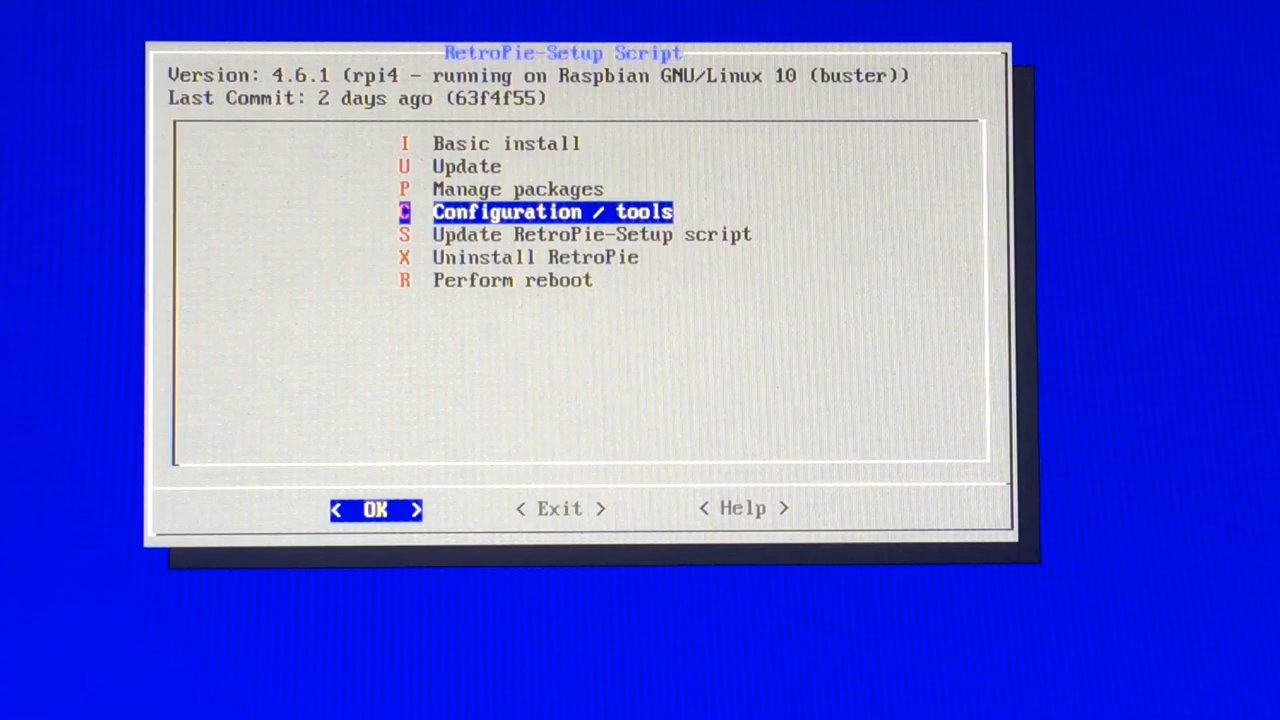 RetroPie-Setup Script
Version: 4.6.1 (rpi4 - running on Raspbian GNU/Linux 10 (buster))
Last Commit: 2 days ago (63f4f55)
I Basic install
U Update
P Manage packages
C Configuration / tools
S Update RetroPie-Setup script
X Uninstall RetroPie
R Perform reboot
< OK > < Exit > < Help >